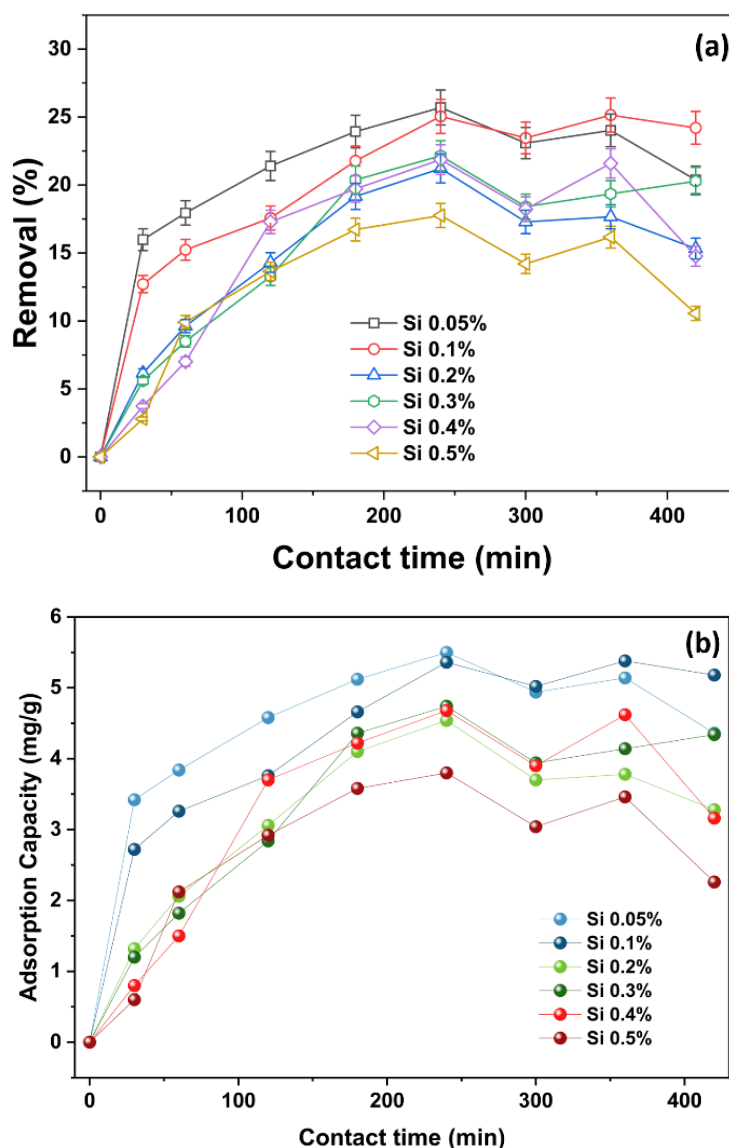 (a)
Removal (%)
30
25
20
15
10
5
0
Si 0.05%
Si 0.1%
Si 0.2%
Si 0.3%
Si 0.4%
Si 0.5%
0 100 200 300 400
Contact time (min)
(b)
Adsorption Capacity (mg/g)
6
5
4
3
2
1
0
Si 0.05%
Si 0.1%
Si 0.2%
Si 0.3%
Si 0.4%
Si 0.5%
0 100 200 300 400
Contact time (min)